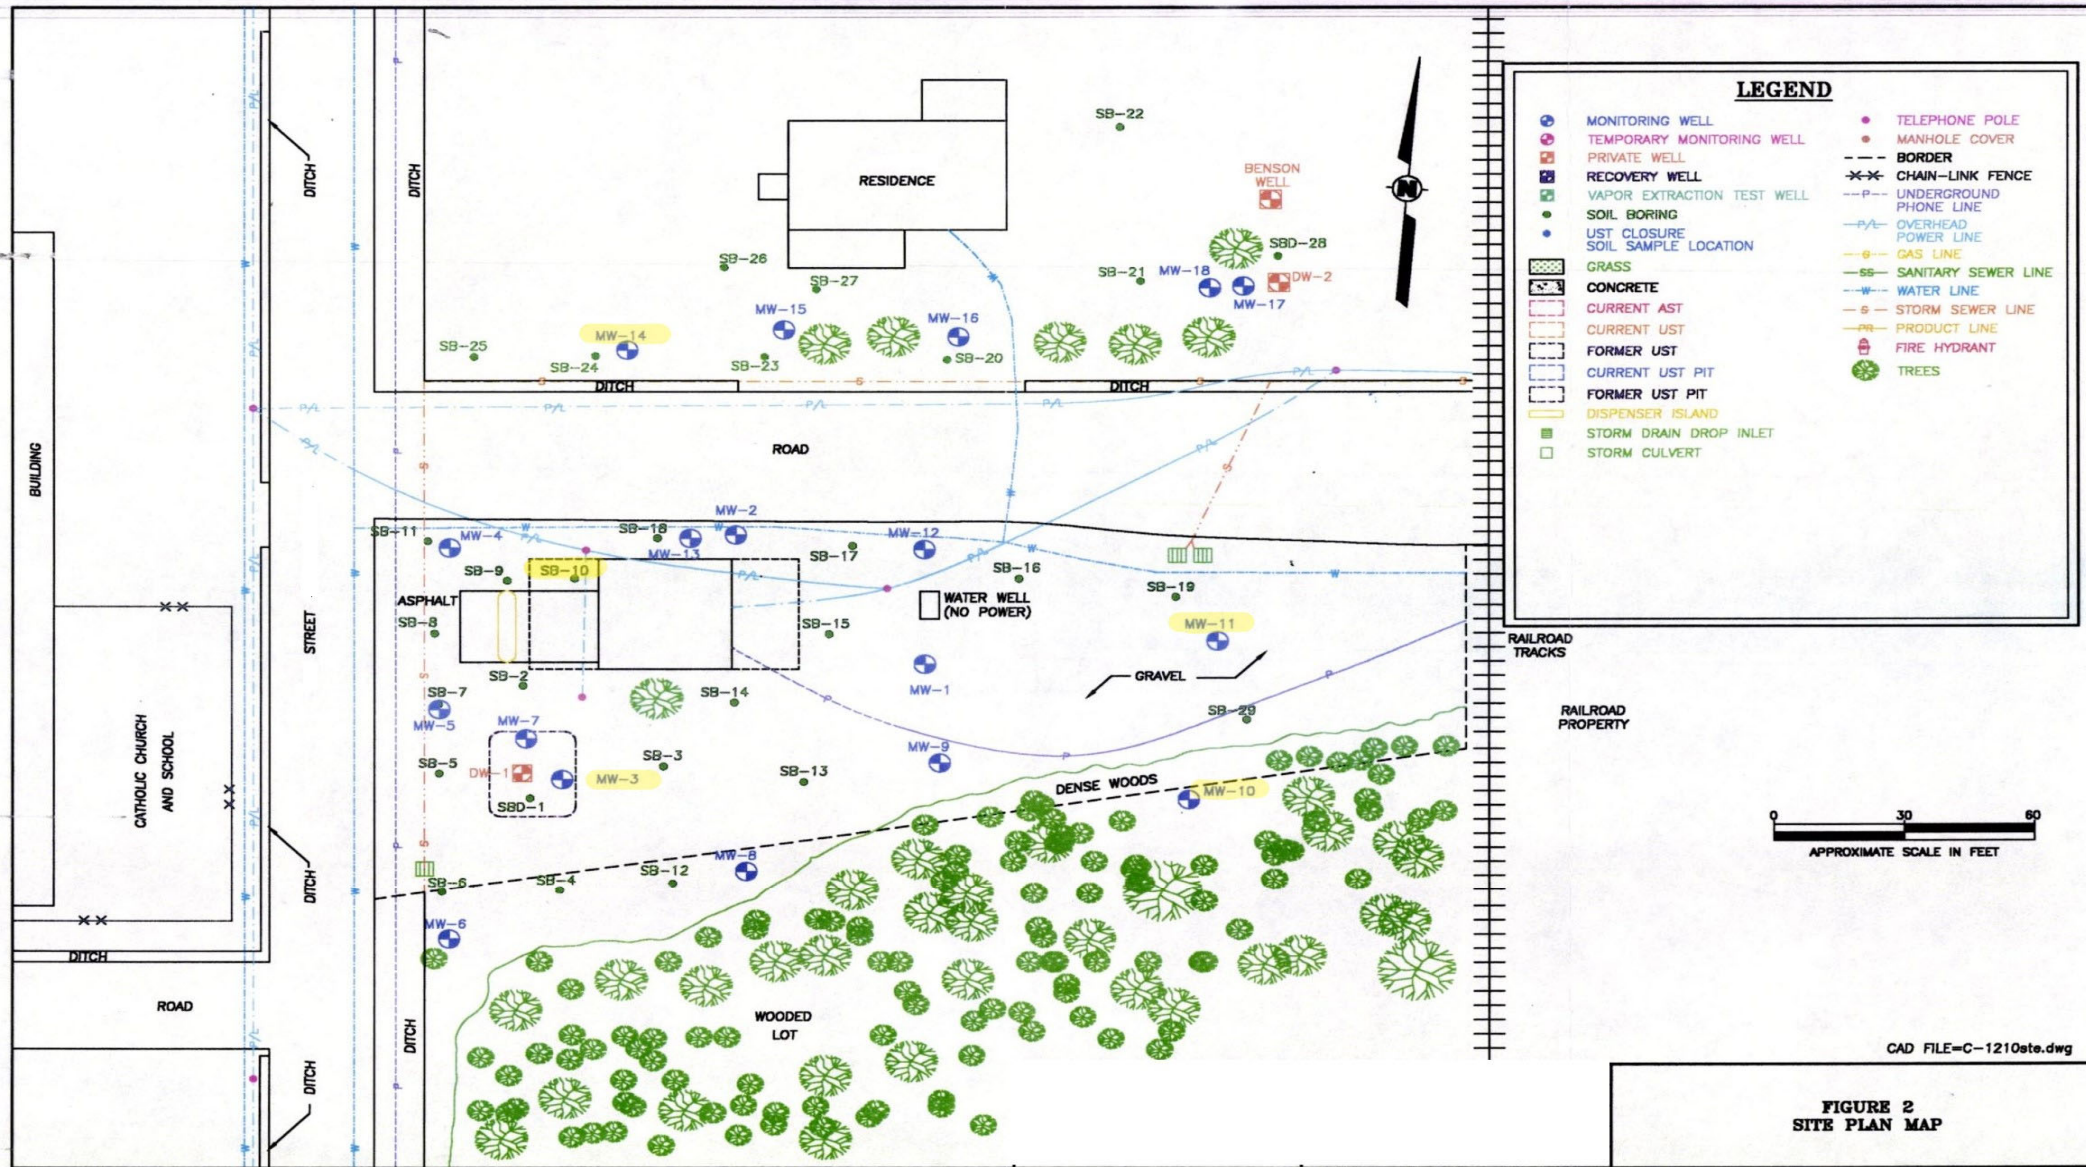 LEGEND
MONITORING WELL
TEMPORARY MONITORING WELL
PRIVATE WELL
RECOVERY WELL
VAPOR EXTRACTION TEST WELL
SOIL BORING
UST CLOSURE
SOIL SAMPLE LOCATION
GRASS
CONCRETE
CURRENT AST
CURRENT UST
FORMER UST
CURRENT UST PIT
FORMER UST PIT
DISPENSER ISLAND
STORM DRAIN DROP INLET
STORM CULVERT
TELEPHONE POLE
MANHOLE COVER
BORDER
CHAIN-LINK FENCE
P UNDERGROUND
PHONE LINE
P/L OVERHEAD
POWER LINE
G GAS LINE
SS SANITARY SEWER LINE
W WATER LINE
S STORM SEWER LINE
PR PRODUCT LINE
FIRE HYDRANT
TREES
N
SB-22
BENSON
WELL
RESIDENCE
DITCH
DITCH
SB-26
SB-27
SBD-28
SB-21
MW-18
DW-2
MW-17
MW-15
MW-16
MW-14
SB-25
SB-24
SB-23
SB-20
DITCH
DITCH
P/L
P/L
P/L
P/L
P/L
P/L
P/L
ROAD
BUILDING
STREET
SB-11
MW-4
SB-18
MW-2
MW-13
SB-17
MW-12
P/L
P/L
P/L
SB-9
SB-10
SB-16
SB-19
ASPHALT
WATER WELL
(NO POWER)
SB-8
SB-15
MW-11
RAILROAD
TRACKS
SB-2
SB-7
MW-5
SB-14
MW-1
GRAVEL
SB-29
RAILROAD
PROPERTY
MW-7
SB-5
DW-1
MW-3
SBD-1
SB-3
SB-13
MW-9
DENSE WOODS
MW-10
CATHOLIC CHURCH
AND SCHOOL
DITCH
MW-8
SB-6
SB-4
SB-12
MW-6
DITCH
ROAD
DITCH
DITCH
WOODED
LOT
0 30 60
APPROXIMATE SCALE IN FEET
CAD FILE=C-1210ste.dwg
FIGURE 2
SITE PLAN MAP